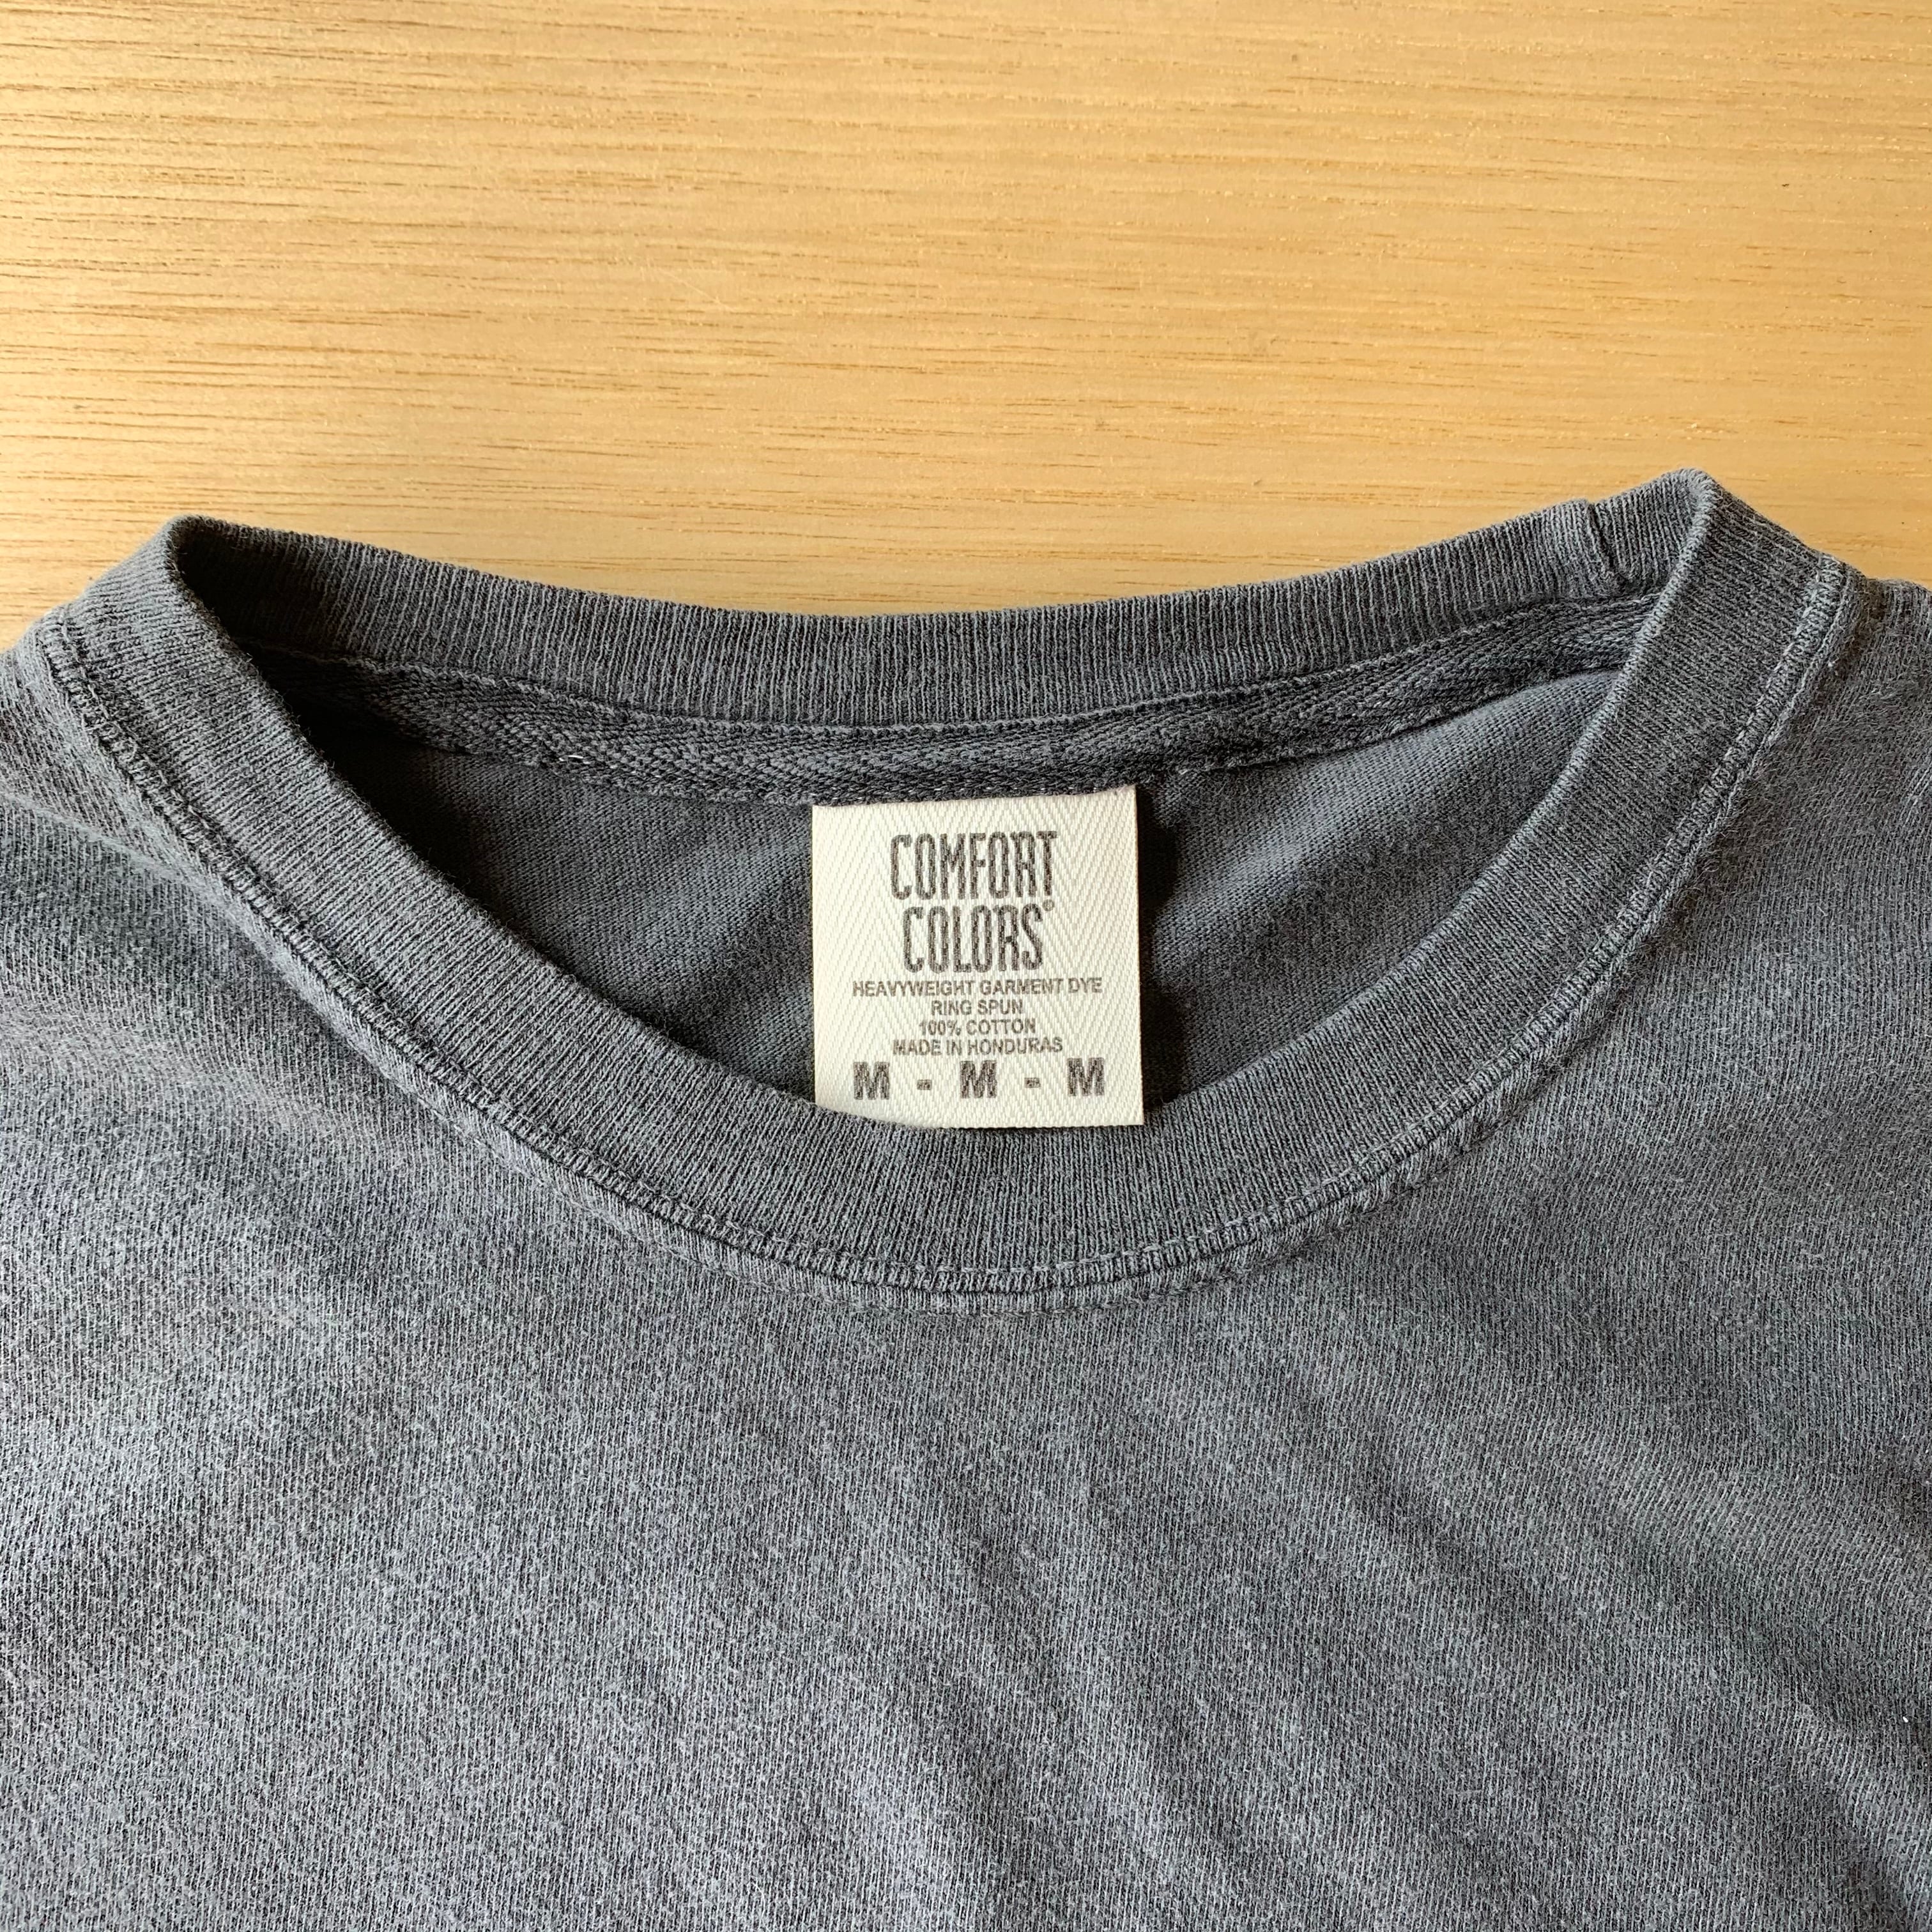 COMFORT
COLORS®
HEAVYWEIGHT GARMENT DYE
RING SPUN
100% COTTON
MADE IN HONDURAS
M - M - M